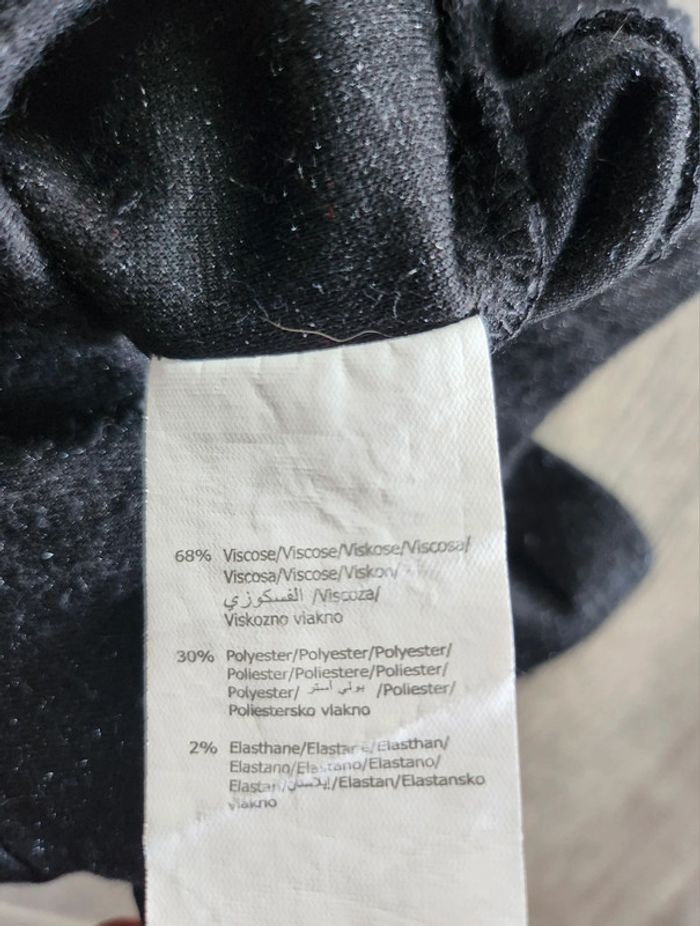 68% Viscose/Viscose/Viskose/Viscosa/
Viscosa/Viscose/Viskon/
الفسكوزي /Viscoza/
Viskozno vlakno
30% Polyester/Polyester/Polyester/
Poliester/Poliestere/Poliester/
Polyester/ بولي استر /Poliester/
Poliestersko vlakno
2% Elasthane/Elastane/Elasthan/
Elastano/Elastano/Elastano/
Elastan/إيلاستان/Elastan/Elastansko
vlakno